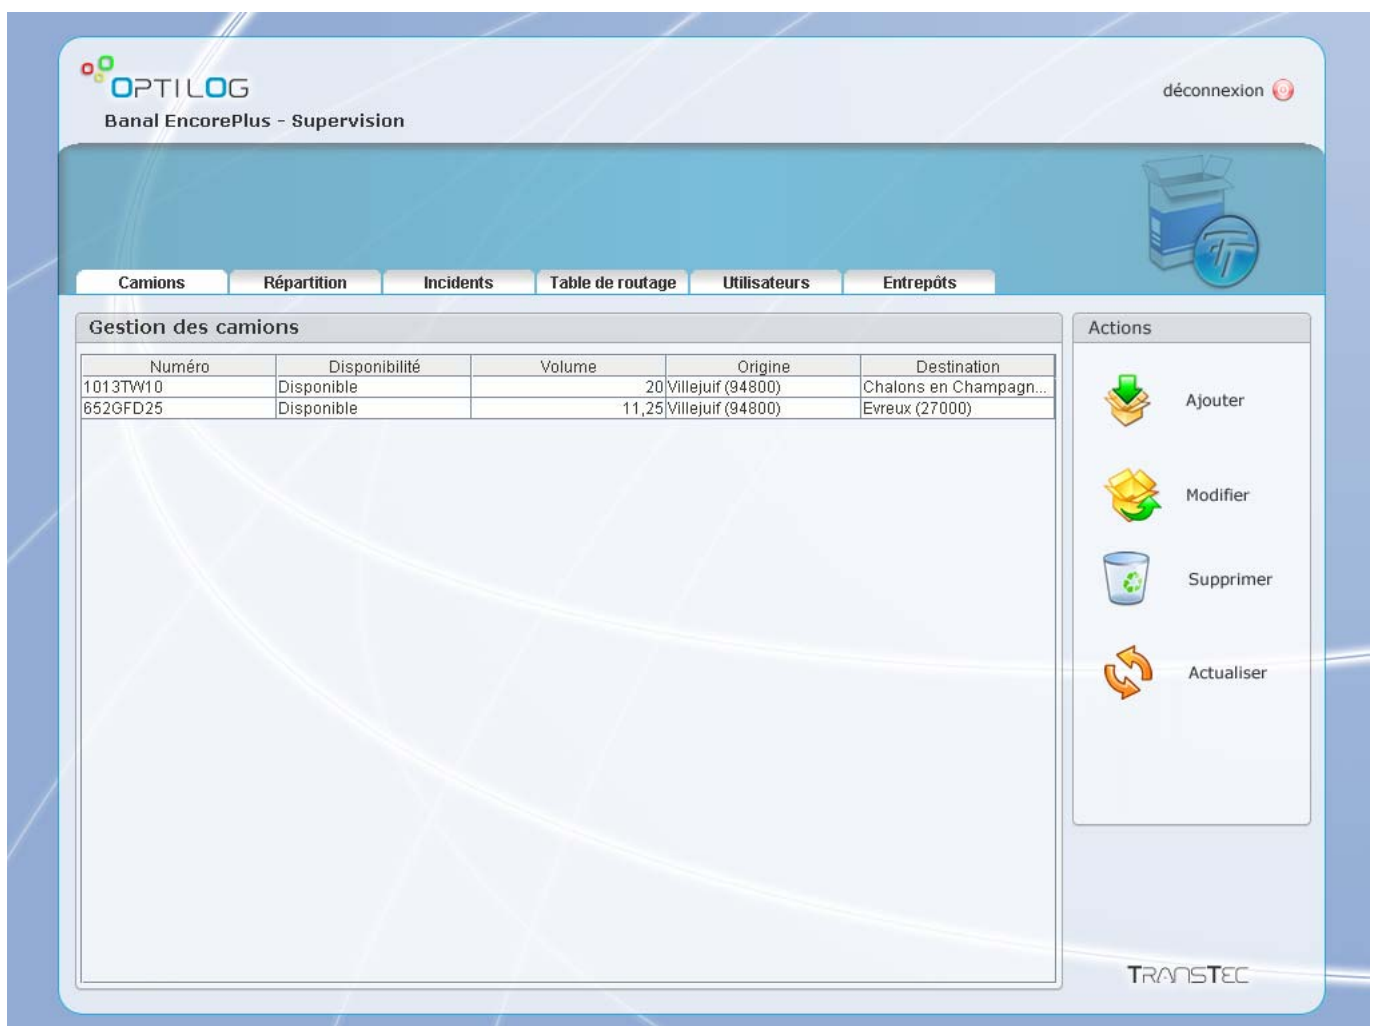 OPTILOG
Banal EncorePlus - Supervision
déconnexion
Camions Répartition Incidents Table de routage Utilisateurs Entrepôts
Gestion des camions
Actions
Numéro Disponibilité Volume Origine Destination
1013TW10 Disponible 20 Villejuif (94800) Chalons en Champagn...
652GFD25 Disponible 11,25 Villejuif (94800) Evreux (27000)
Ajouter
Modifier
Supprimer
Actualiser
TRANSTEC